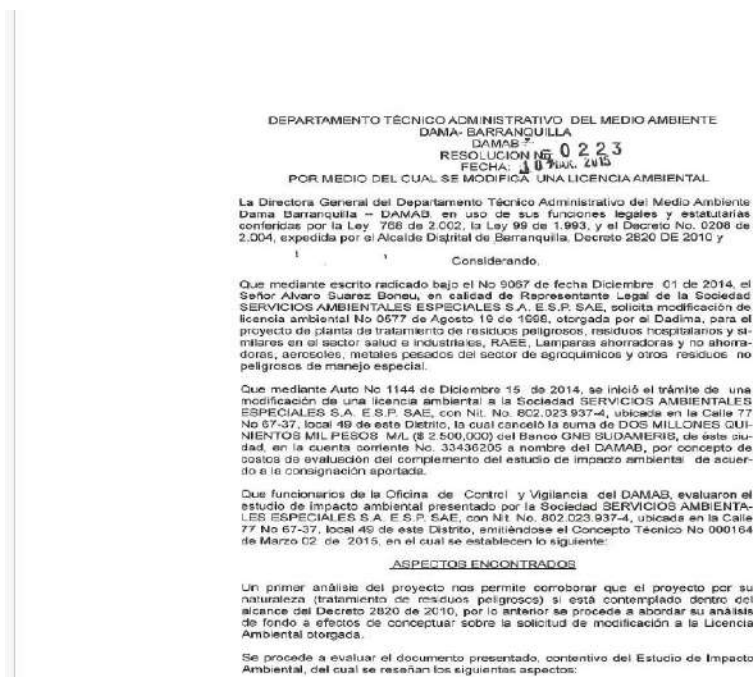 DEPARTAMENTO TÉCNICO ADMINISTRATIVO DEL MEDIO AMBIENTE
DAMA- BARRANQUILLA
DAMAB
RESOLUCION No 0223
FECHA: 2015
POR MEDIO DEL CUAL SE MODIFICA UNA LICENCIA AMBIENTAL
La Directora General del Departamento Técnico Administrativo del Medio Ambiente
Dama Barranquilla – DAMAB, en uso de sus funciones legales y estatutarias
conferidas por la Ley 768 de 2.002, la Ley 99 de 1.993, y el Decreto No. 0208 de
2.004, expedida por el Alcalde Distrital de Barranquilla, Decreto 2820 DE 2010 y
Considerando,
Que mediante escrito radicado bajo el No 9067 de fecha Diciembre 01 de 2014, el
Señor Alvaro Suarez Boneu, en calidad de Representante Legal de la Sociedad
SERVICIOS AMBIENTALES ESPECIALES S.A. E.S.P. SAE, solicita modificación de
licencia ambiental No 0577 de Agosto 19 de 1998, otorgada por el Dadima, para el
proyecto de planta de tratamiento de residuos peligrosos, residuos hospitalarios y si-
milares en el sector salud e industriales, RAEE, Lamparas ahorradoras y no ahorra-
doras, aerosoles, metales pesados del sector de agroquimicos y otros residuos no
peligrosos de manejo especial.
Que mediante Auto No 1144 de Diciembre 15 de 2014, se inició el trámite de una
modificación de una licencia ambiental a la Sociedad SERVICIOS AMBIENTALES
ESPECIALES S.A. E.S.P. SAE, con Nit. No. 802.023.937-4, ubicada en la Calle 77
No 67-37, local 49 de este Distrito, la cual canceló la suma de DOS MILLONES QUI-
NIENTOS MIL PESOS M/L ($ 2.500,000) del Banco GNB SUDAMERIS, de éste ciu-
dad, en la cuenta corriente No. 33436205 a nombre del DAMAB, por concepto de
costos de evaluación del complemento del estudio de impacto ambiental de acuer-
do a la consignación aportada.
Que funcionarios de la Oficina de Control y Vigilancia del DAMAB, evaluaron el
estudio de impacto ambiental presentado por la Sociedad SERVICIOS AMBIENTA-
LES ESPECIALES S.A. E.S.P. SAE, con Nit. No. 802.023.937-4, ubicada en la Calle
77 No 67-37, local 49 de este Distrito, emitiéndose el Concepto Técnico No 000164
de Marzo 02 de 2015, en el cual se establecen lo siguiente:
ASPECTOS ENCONTRADOS
Un primer análisis del proyecto nos permite corroborar que el proyecto por su
naturaleza (tratamiento de residuos peligrosos) si está contemplado dentro del
alcance del Decreto 2820 de 2010, por lo anterior se procede a abordar su análisis
de fondo a efectos de conceptuar sobre la solicitud de modificación a la Licencia
Ambiental otorgada.
Se procede a evaluar el documento presentado, contentivo del Estudio de Impacto
Ambiental, del cual se reseñan los siguientes aspectos: